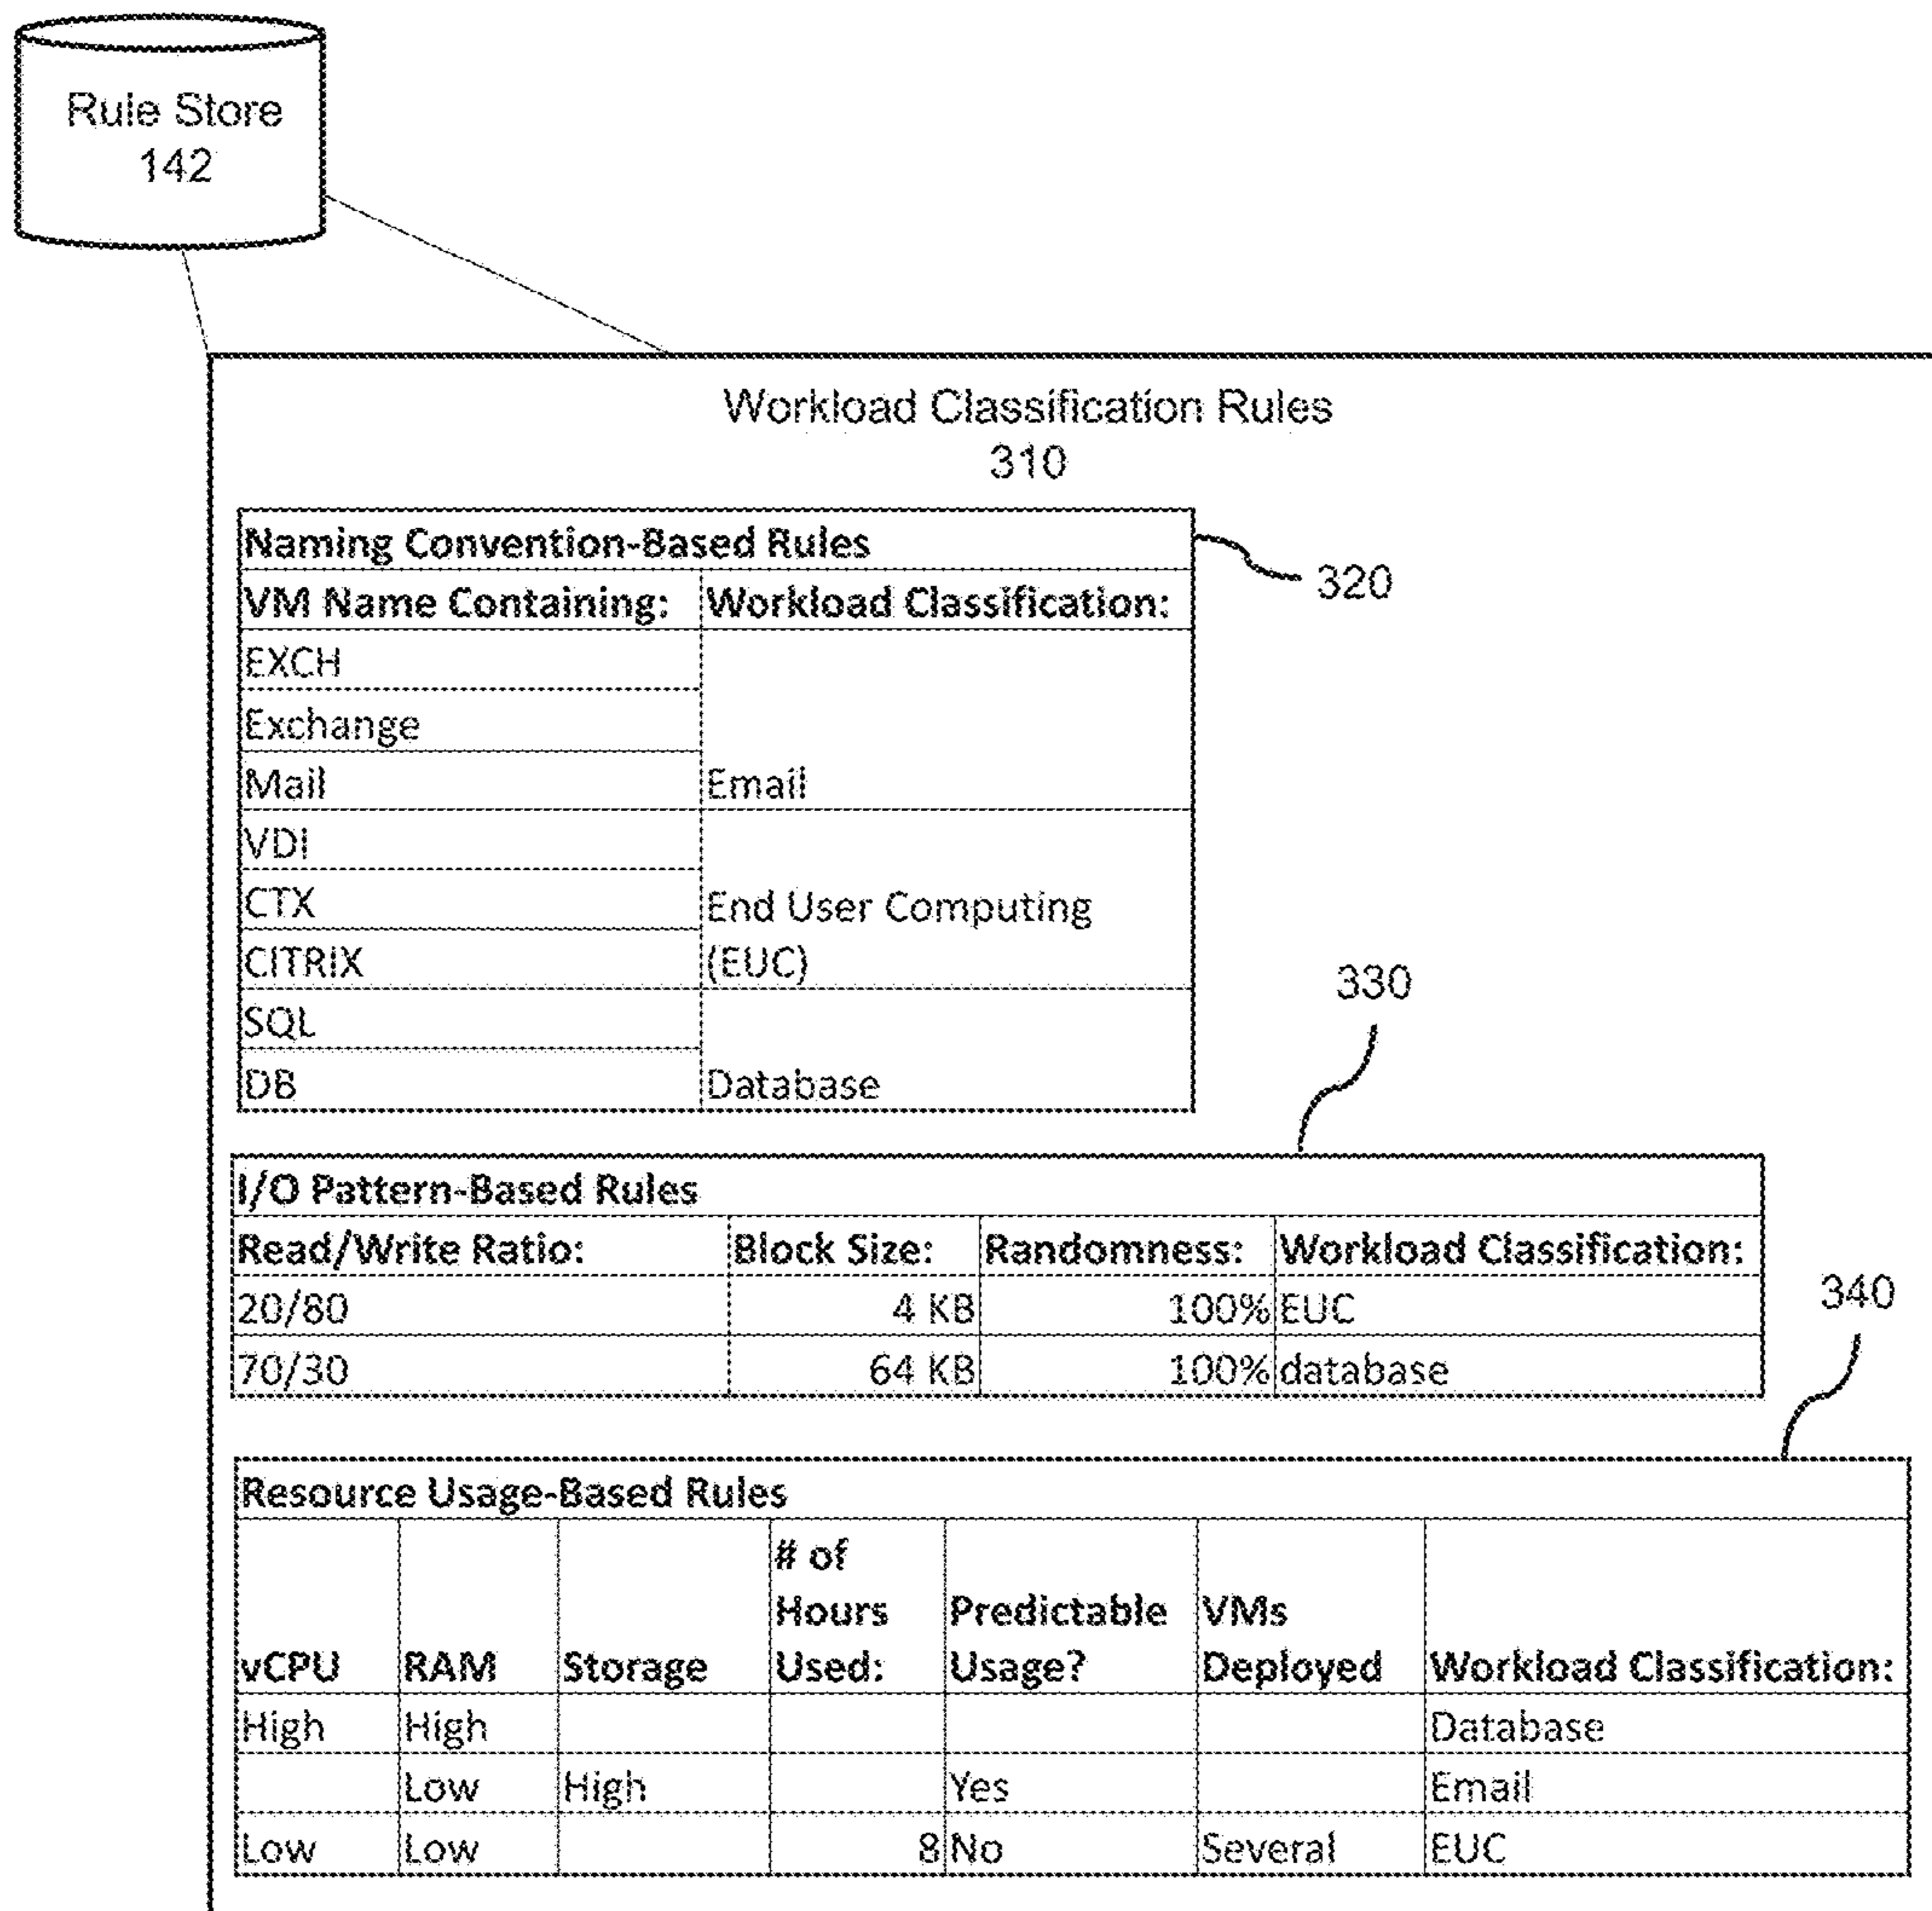 Rule Store
142
Workload Classification Rules
310
Naming Convention-Based Rules
320
VM Name Containing: Workload Classification:
EXCH
Exchange
Mail Email
VDI
CTX End User Computing
CITRIX (EUC)
SQL
DB Database
330
I/O Pattern-Based Rules
Read/Write Ratio: Block Size: Randomness: Workload Classification:
20/80 4 KB 100% EUC
70/30 64 KB 100% database
340
Resource Usage-Based Rules
# of
Hours Predictable VMs
vCPU RAM Storage Used: Usage? Deployed Workload Classification:
High High Database
Low High Yes Email
Low Low 8 No Several EUC